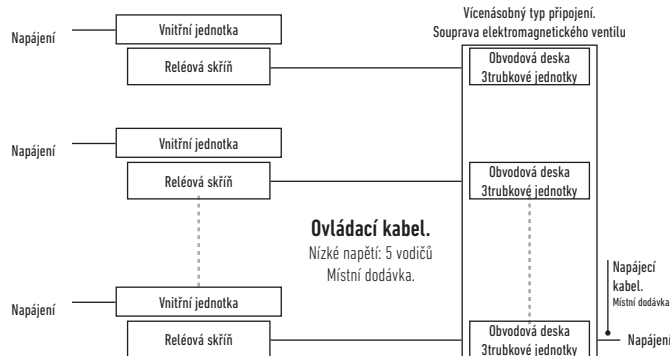 Vícenásobný typ připojení.
Souprava elektromagnetického ventilu
Napájení
Vnitřní jednotka
Reléová skříň
Obvodová deska
3trubkové jednotky
Napájení
Vnitřní jednotka
Reléová skříň
Obvodová deska
3trubkové jednotky
Ovládací kabel.
Nízké napětí: 5 vodičů
Místní dodávka.
Napájecí
kabel.
Místní dodávka.
Napájení
Vnitřní jednotka
Reléová skříň
Obvodová deska
3trubkové jednotky
Napájení